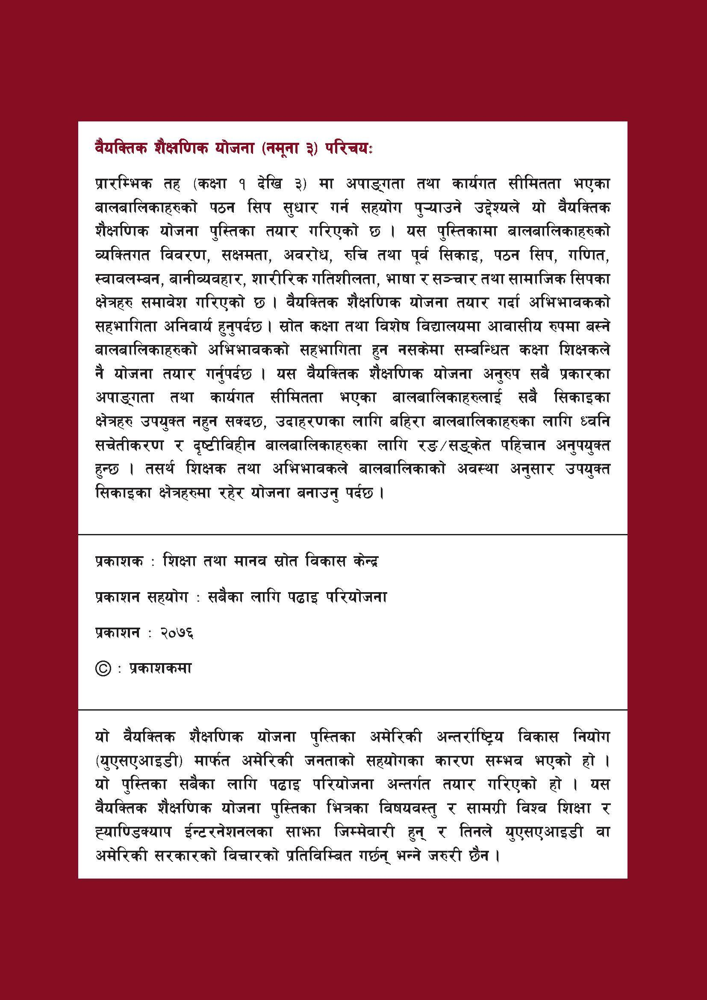 वैयक्तिक शैक्षणिक योजना (नमूना ३) परिचयः
प्रारम्भिक तह (कक्षा १ देखि ३) मा अपाङ्गता तथा कार्यगत सीमितता भएका
बालबालिकाहरुको पठन सिप सुधार गर्न सहयोग पुऱ्याउने उद्देश्यले यो वैयक्तिक
शैक्षणिक योजना पुस्तिका तयार गरिएको छ । यस पुस्तिकामा बालबालिकाहरुको
व्यक्तिगत विवरण, सक्षमता, अवरोध, रुचि तथा पूर्व सिकाइ, पठन सिप, गणित,
स्वावलम्बन, बानीव्यवहार, शारीरिक गतिशीलता, भाषा र सञ्चार तथा सामाजिक सिपका
क्षेत्रहरु समावेश गरिएको छ । वैयक्तिक शैक्षणिक योजना तयार गर्दा अभिभावकको
सहभागिता अनिवार्य हुनुपर्दछ । स्रोत कक्षा तथा विशेष विद्यालयमा आवासीय रुपमा बस्ने
बालबालिकाहरुको अभिभावकको सहभागिता हुन नसकेमा सम्बन्धित कक्षा शिक्षकले
नै योजना तयार गर्नुपर्दछ । यस वैयक्तिक शैक्षणिक योजना अनुरुप सबै प्रकारका
अपाङ्गता तथा कार्यगत सीमितता भएका बालबालिकाहरुलाई सबै सिकाइका
क्षेत्रहरु उपयुक्त नहुन सक्दछ, उदाहरणका लागि बहिरा बालबालिकाहरुका लागि ध्वनि
सचेतीकरण र दृष्टीविहीन बालबालिकाहरुका लागि रङ/सङ्केत पहिचान अनुपयुक्त
हुन्छ । तसर्थ शिक्षक तथा अभिभावकले बालबालिकाको अवस्था अनुसार उपयुक्त
सिकाइका क्षेत्रहरुमा रहेर योजना बनाउनु पर्दछ ।
प्रकाशक : शिक्षा तथा मानव स्रोत विकास केन्द्र
प्रकाशन सहयोग : सबैका लागि पढाइ परियोजना
प्रकाशन : २०७६
© : प्रकाशकमा
यो वैयक्तिक शैक्षणिक योजना पुस्तिका अमेरिकी अन्तर्राष्ट्रिय विकास नियोग
(युएसएआइडी) मार्फत अमेरिकी जनताको सहयोगका कारण सम्भव भएको हो ।
यो पुस्तिका सबैका लागि पढाइ परियोजना अन्तर्गत तयार गरिएको हो । यस
वैयक्तिक शैक्षणिक योजना पुस्तिका भित्रका विषयवस्तु र सामग्री विश्व शिक्षा र
ह्याण्डिक्याप ईन्टरनेशनलका साझा जिम्मेवारी हुन् र तिनले युएसएआइडी वा
अमेरिकी सरकारको विचारको प्रतिविम्बित गर्छन् भन्ने जरुरी छैन ।